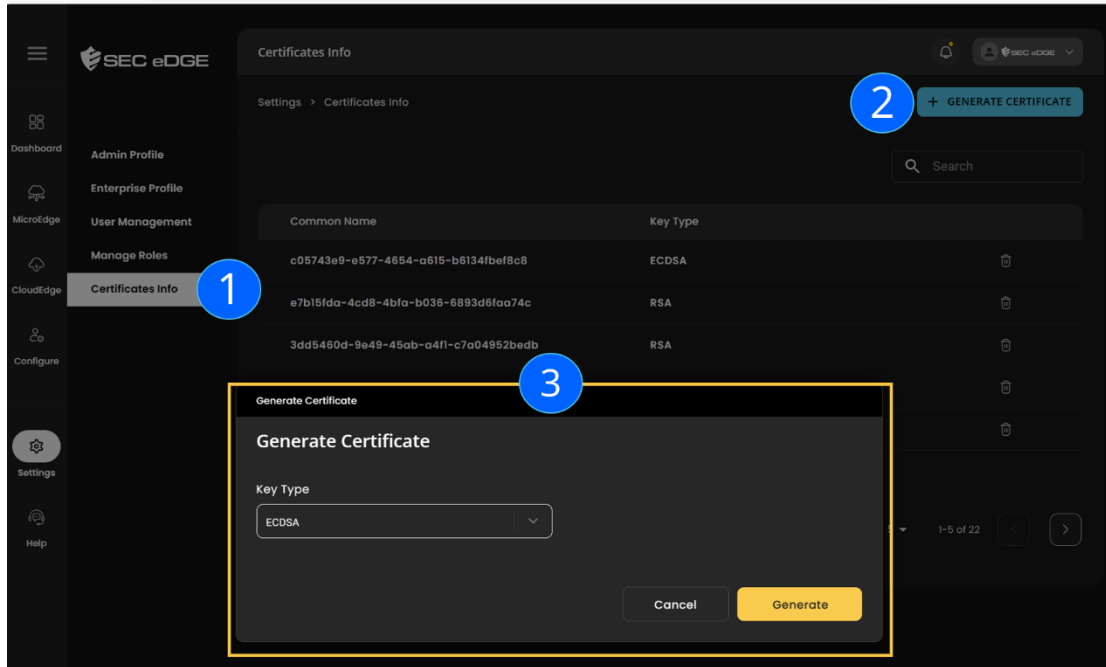 SEC eDGE
Certificates Info
SEC eDGE
Settings > Certificates Info
2
+ GENERATE CERTIFICATE
Dashboard
Admin Profile
Search
Enterprise Profile
MicroEdge
User Management
Common Name Key Type
Manage Roles
c05743e9-e577-4654-a615-b6134fbef8c8 ECDSA
CloudEdge
Certificates Info
1
e7b15fda-4cd8-4bfa-b036-6893d6faa74c RSA
3dd5460d-9e49-45ab-a4f1-c7a04952bedb RSA
Configure
3
Generate Certificate
Generate Certificate
Settings
Key Type
ECDSA
Help
5 1-5 of 22
Cancel Generate